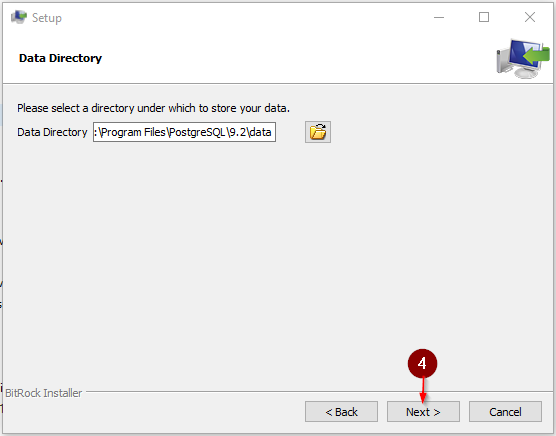 Setup
Data Directory
Please select a directory under which to store your data.
Data Directory :\Program Files\PostgreSQL\9.2\data
4
BitRock Installer
< Back Next > Cancel